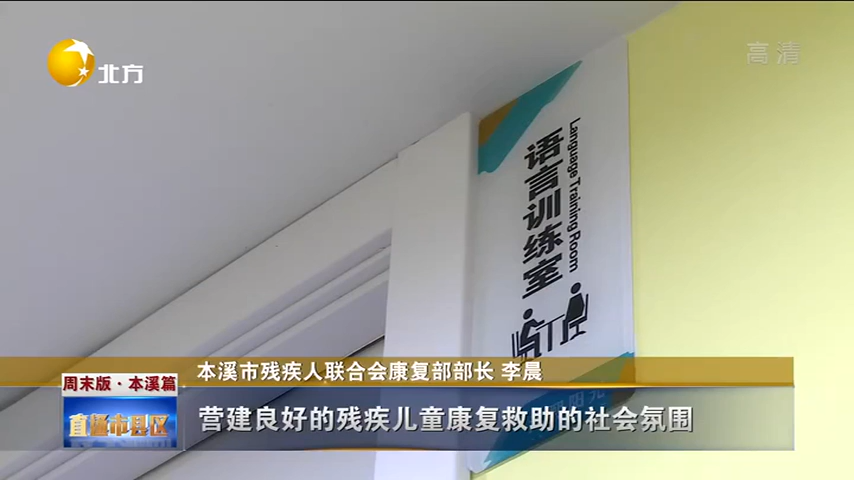 北方
高清
Language Training Room
语言训练室
本溪市残疾人联合会康复部部长 李晨
周末版·本溪篇
营建良好的残疾儿童康复救助的社会氛围
直通市县区